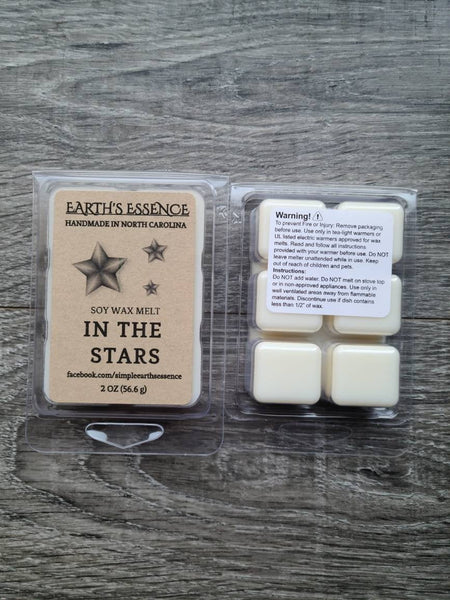 EARTH'S ESSENCE
HANDMADE IN NORTH CAROLINA
SOY WAX MELT
IN THE
STARS
facebook.com/simpleearthsessence
2 OZ (56.6 g)
Warning!
To prevent Fire or Injury: Remove packaging
before use. Use only in tea-light warmers or
UL listed electric warmers approved for wax
melts. Read and follow all instructions
provided with your warmer before use. Do NOT
leave melter unattended while in use. Keep
out of reach of children and pets.
Instructions:
Do NOT add water. Do NOT melt on stove top
or in non-approved appliances. Use only in
well ventilated areas away from flammable
materials. Discontinue use if dish contains
less than 1/2" of wax.